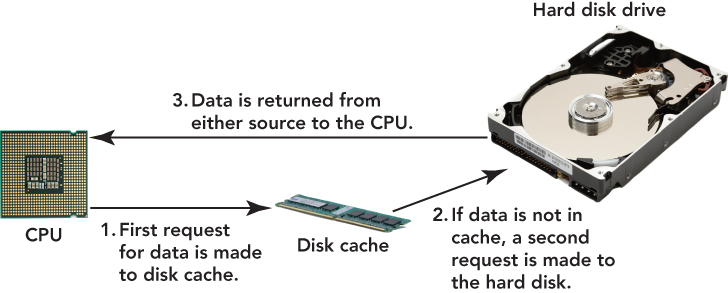 Hard disk drive
3. Data is returned from
either source to the CPU.
CPU
1. First request
for data is made
to disk cache.
Disk cache
2. If data is not in
cache, a second
request is made to
the hard disk.